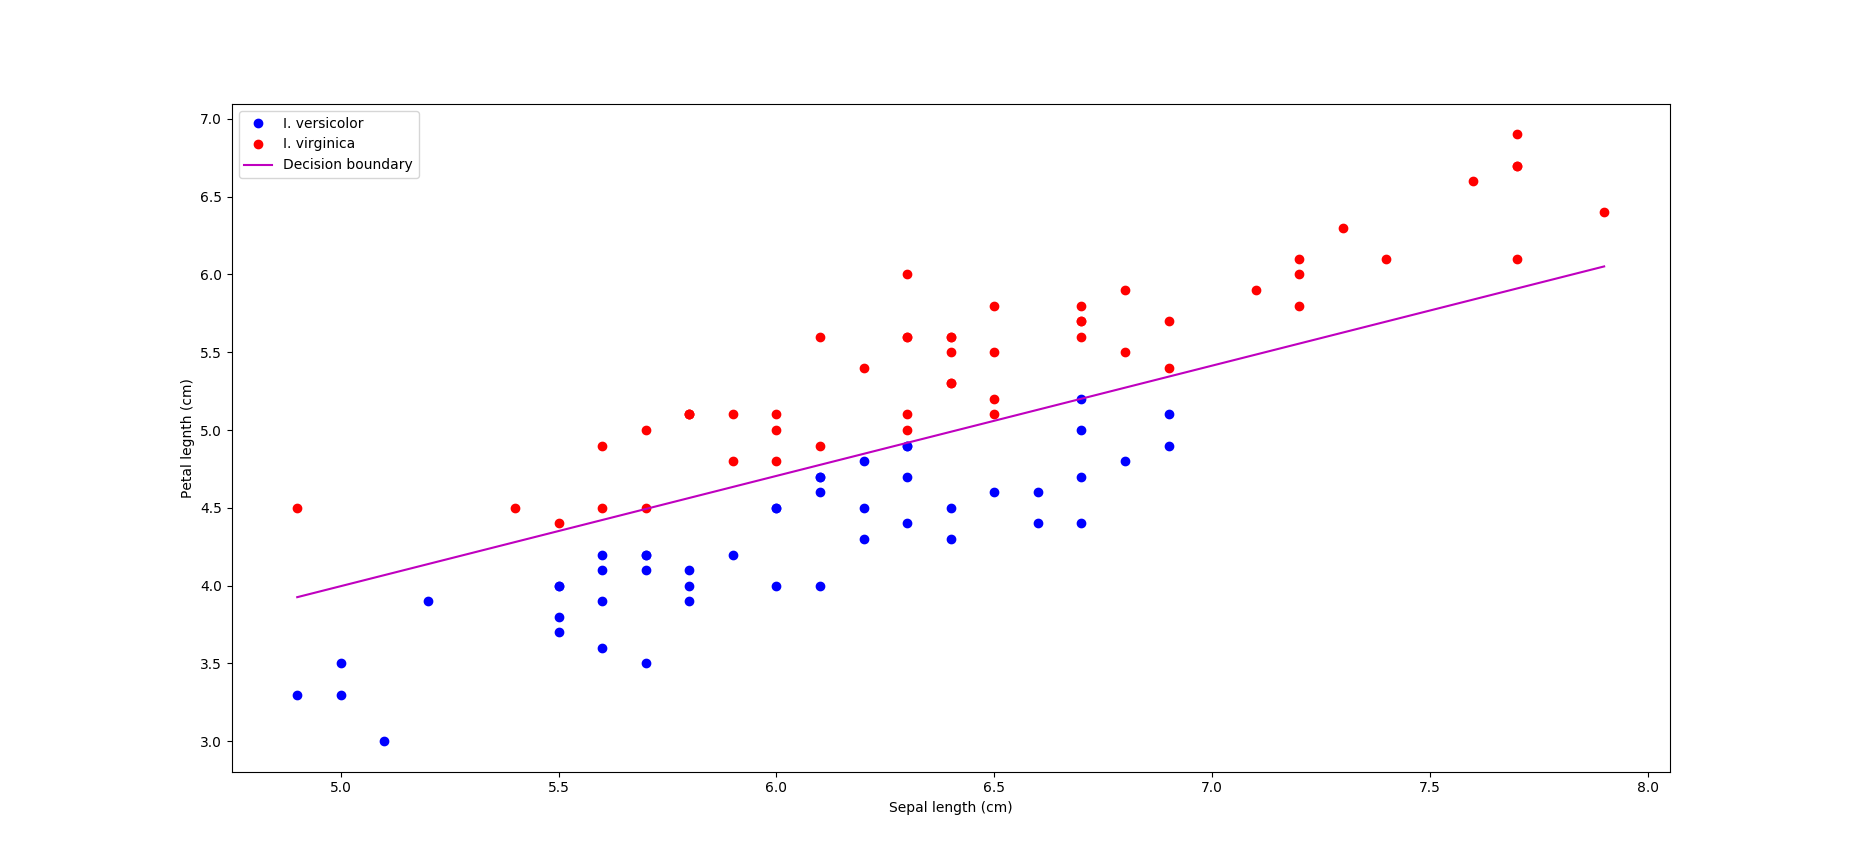 I. versicolor
I. virginica
Decision boundary
7.0
6.5
6.0
5.5
5.0
4.5
4.0
3.5
3.0
Petal legnth (cm)
5.0 5.5 6.0 6.5 7.0 7.5 8.0
Sepal length (cm)